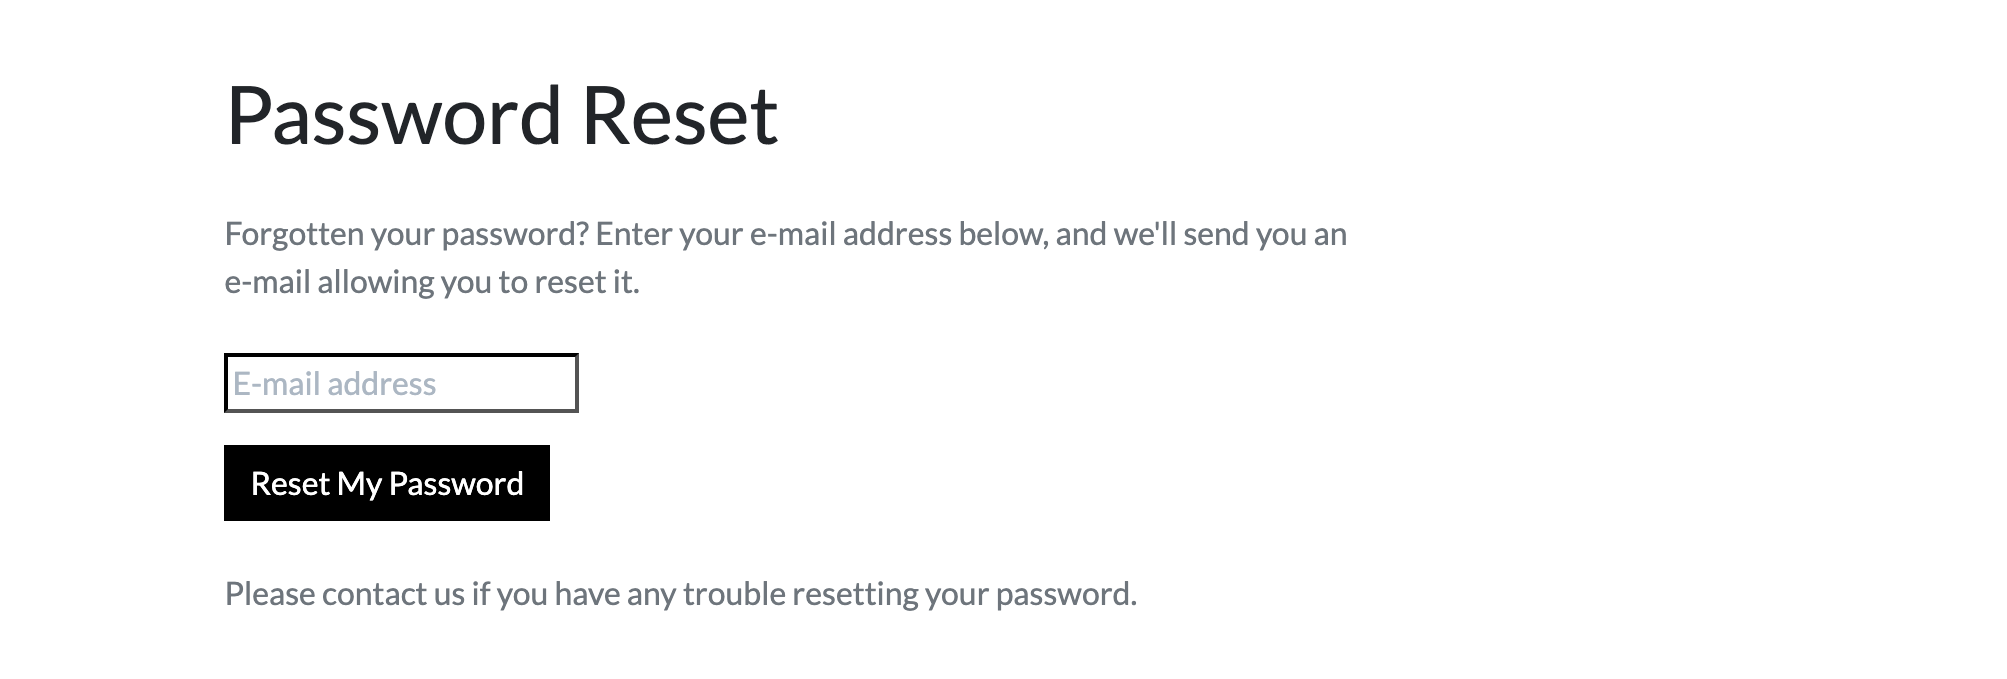 Password Reset
Forgotten your password? Enter your e-mail address below, and we'll send you an
e-mail allowing you to reset it.
E-mail address
Reset My Password
Please contact us if you have any trouble resetting your password.